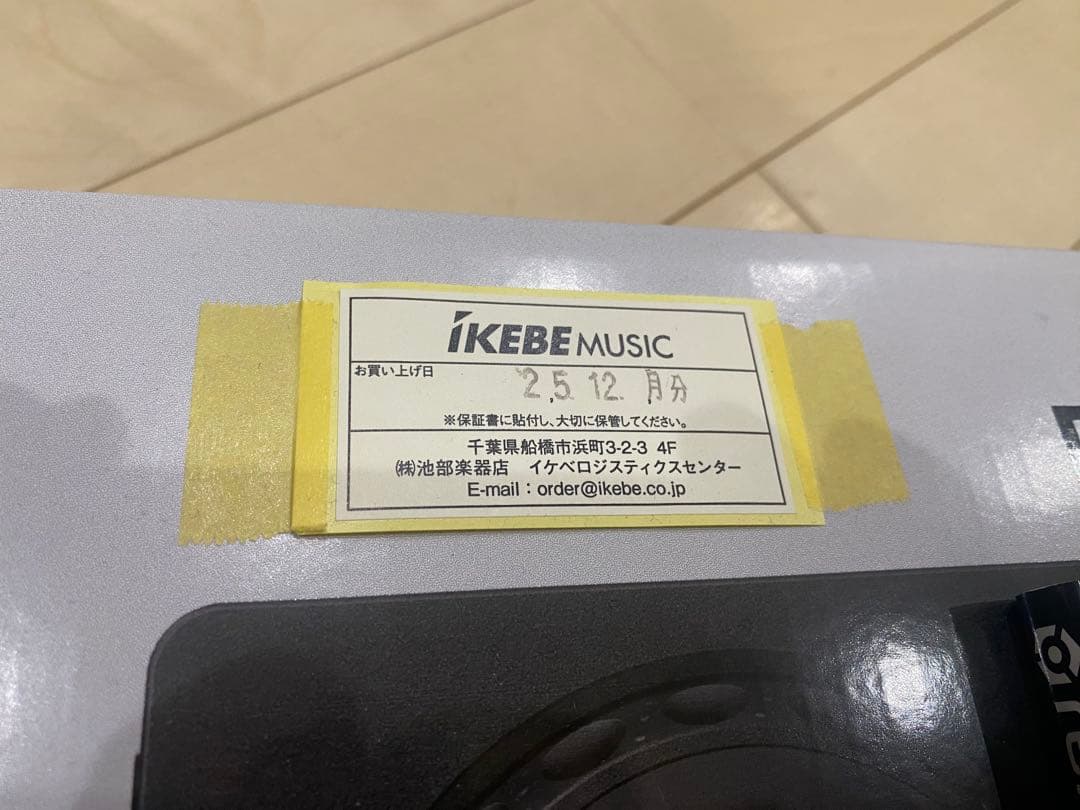 iKEBE MUSIC
お買い上げ日
'2,5. 12. 月分
※保証書に貼付し、大切に保管してください。
千葉県船橋市浜町3-2-3 4F
㈱池部楽器店 イケベロジスティクスセンター
E-mail：order@ikebe.co.jp